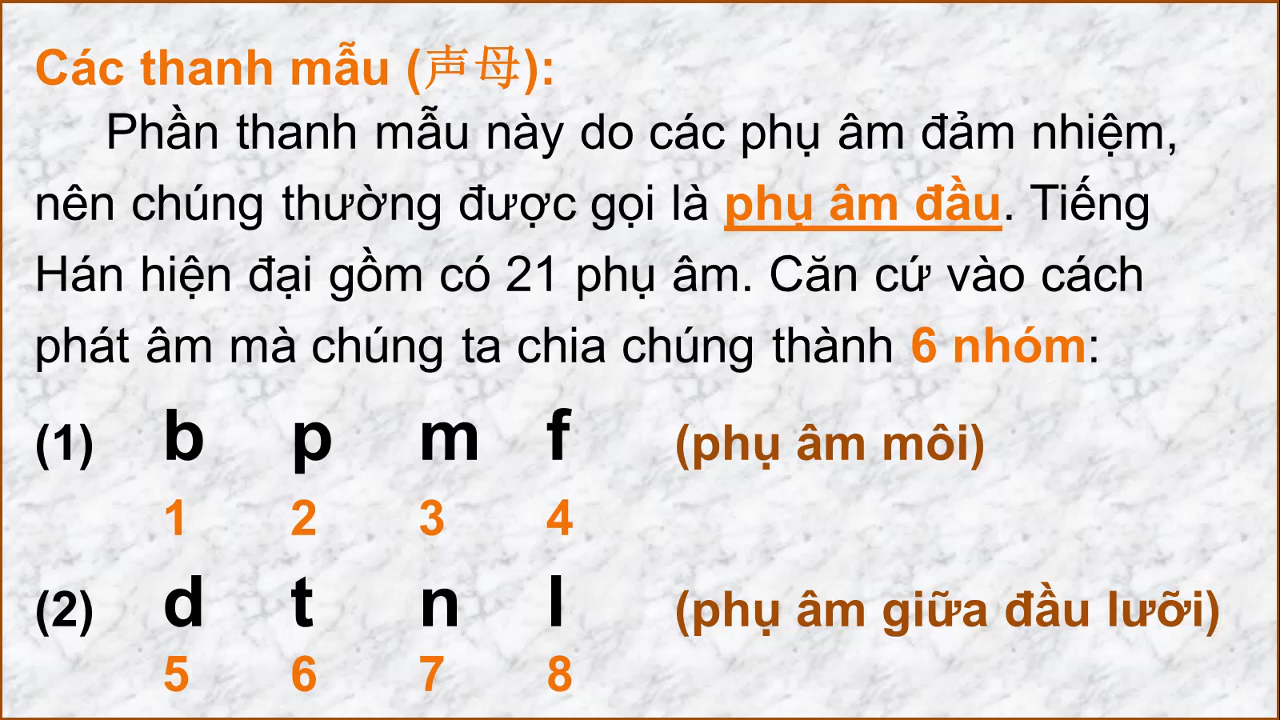 Các thanh mẫu (声母):
Phần thanh mẫu này do các phụ âm đảm nhiệm,
nên chúng thường được gọi là phụ âm đầu. Tiếng
Hán hiện đại gồm có 21 phụ âm. Căn cứ vào cách
phát âm mà chúng ta chia chúng thành 6 nhóm:
(1) b p m f (phụ âm môi)
1 2 3 4
(2) d t n l (phụ âm giữa đầu lưỡi)
5 6 7 8